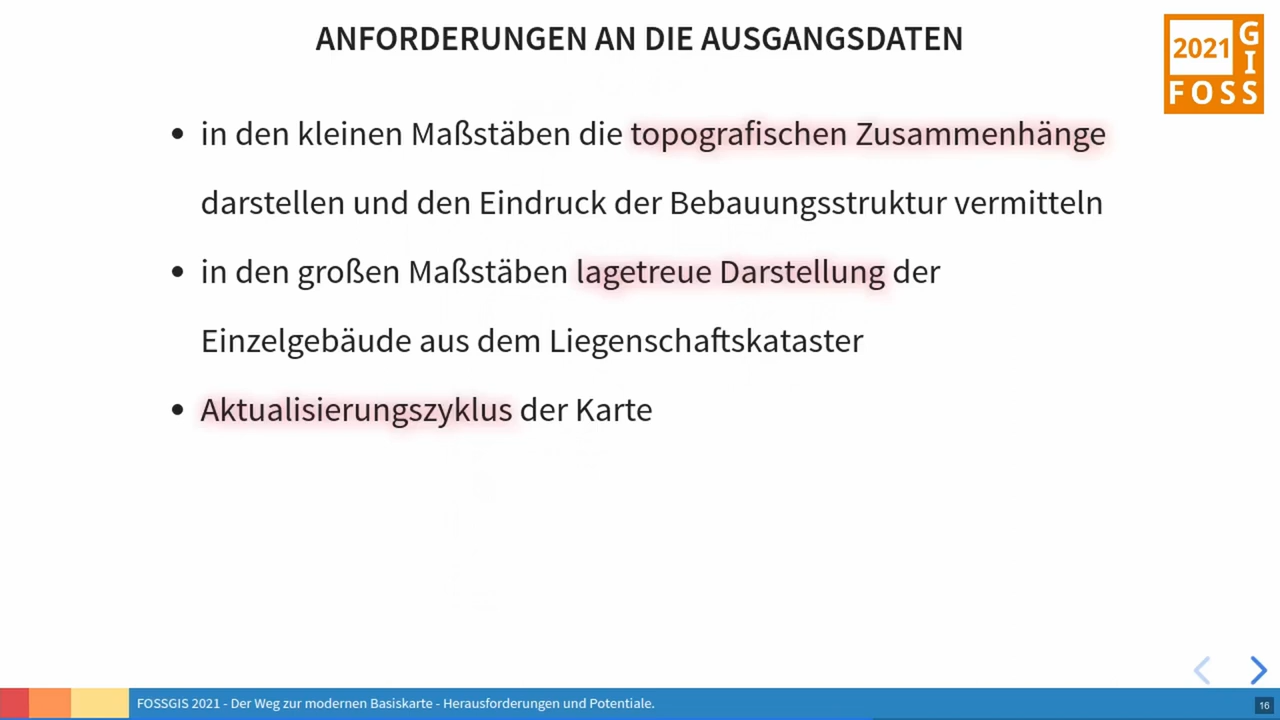 ANFORDERUNGEN AN DIE AUSGANGSDATEN
2021 GIS
FOSS
• in den kleinen Maßstäben die topografischen Zusammenhänge
darstellen und den Eindruck der Bebauungsstruktur vermitteln
• in den großen Maßstäben lagetreue Darstellung der
Einzelgebäude aus dem Liegenschaftskataster
• Aktualisierungszyklus der Karte
FOSSGIS 2021 - Der Weg zur modernen Basiskarte - Herausforderungen und Potentiale.
16